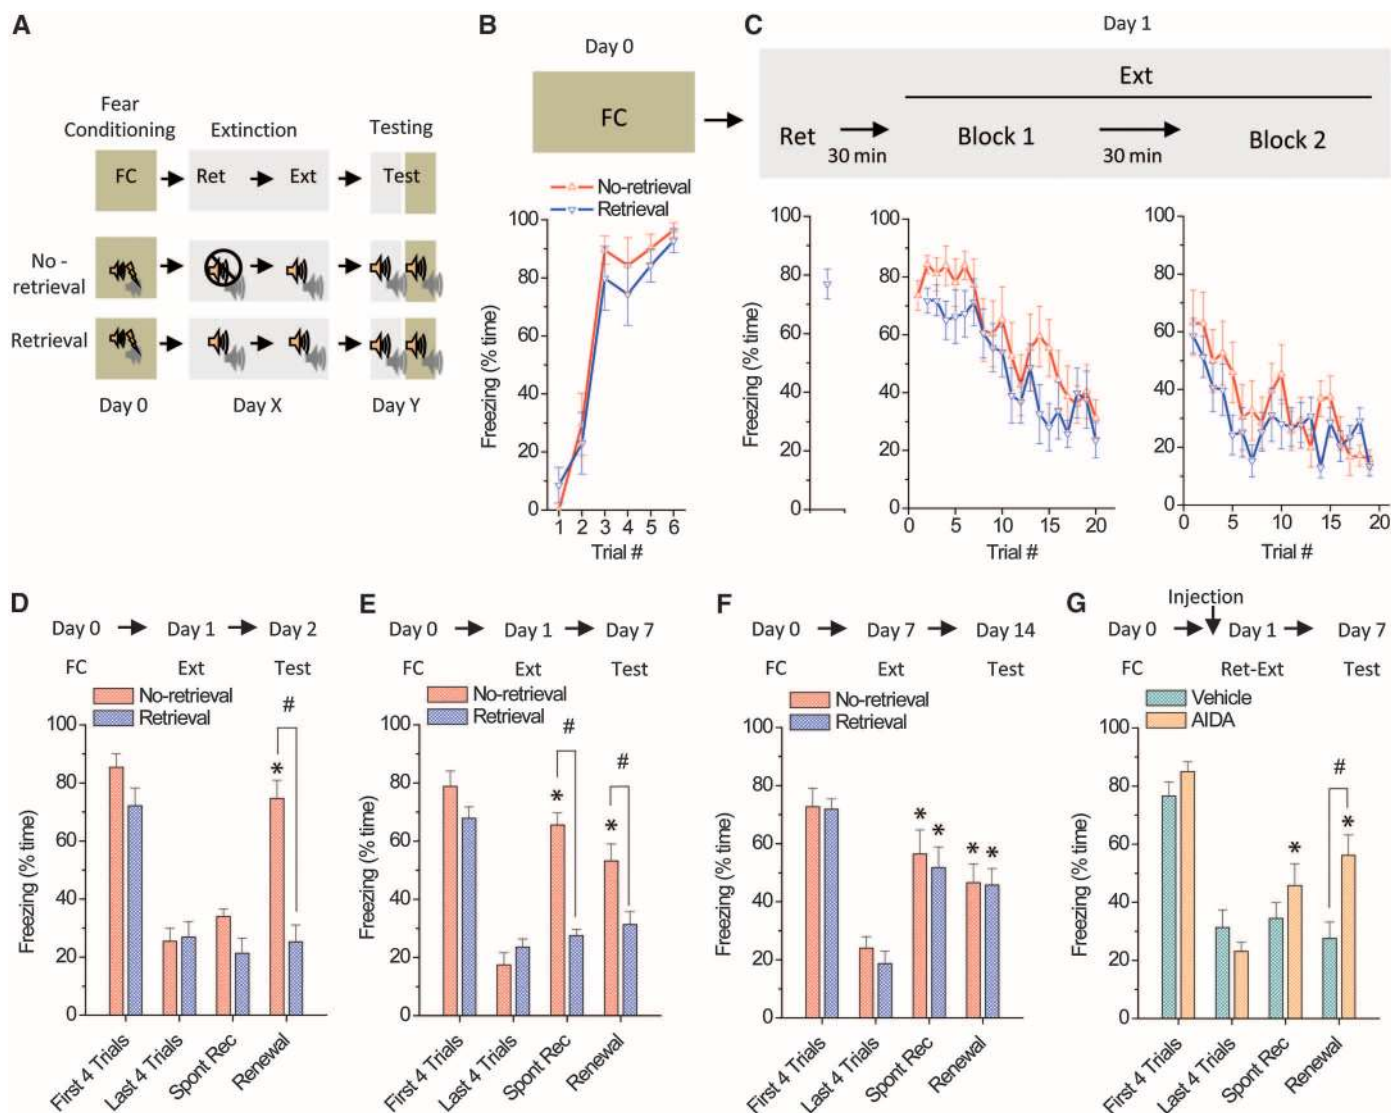 A
Fear
Conditioning
Extinction
Testing
FC
Ret
Ext
Test
No -
retrieval
Retrieval
Day 0
Day X
Day Y
B
Day 0
FC
No-retrieval
Retrieval
Freezing (% time)
100
80
60
40
20
0
1 2 3 4 5 6
Trial #
C
Day 1
Ext
Ret
30 min
Block 1
30 min
Block 2
Freezing (% time)
100
80
60
40
20
0
100
80
60
40
20
0
0 5 10 15 20
Trial #
100
80
60
40
20
0
0 5 10 15 20
Trial #
D
Day 0 Day 1 Day 2
FC Ext Test
No-retrieval
Retrieval
#
*
Freezing (% time)
100
80
60
40
20
0
First 4 Trials
Last 4 Trials
Spont Rec
Renewal
E
Day 0 Day 1 Day 7
FC Ext Test
No-retrieval
Retrieval
#
#
*
*
Freezing (% time)
100
80
60
40
20
0
First 4 Trials
Last 4 Trials
Spont Rec
Renewal
F
Day 0 Day 7 Day 14
FC Ext Test
No-retrieval
Retrieval
* * * *
Freezing (% time)
100
80
60
40
20
0
First 4 Trials
Last 4 Trials
Spont Rec
Renewal
G
Injection
Day 0 Day 1 Day 7
FC Ret-Ext Test
Vehicle
AIDA
#
* *
Freezing (% time)
100
80
60
40
20
0
First 4 Trials
Last 4 Trials
Spont Rec
Renewal